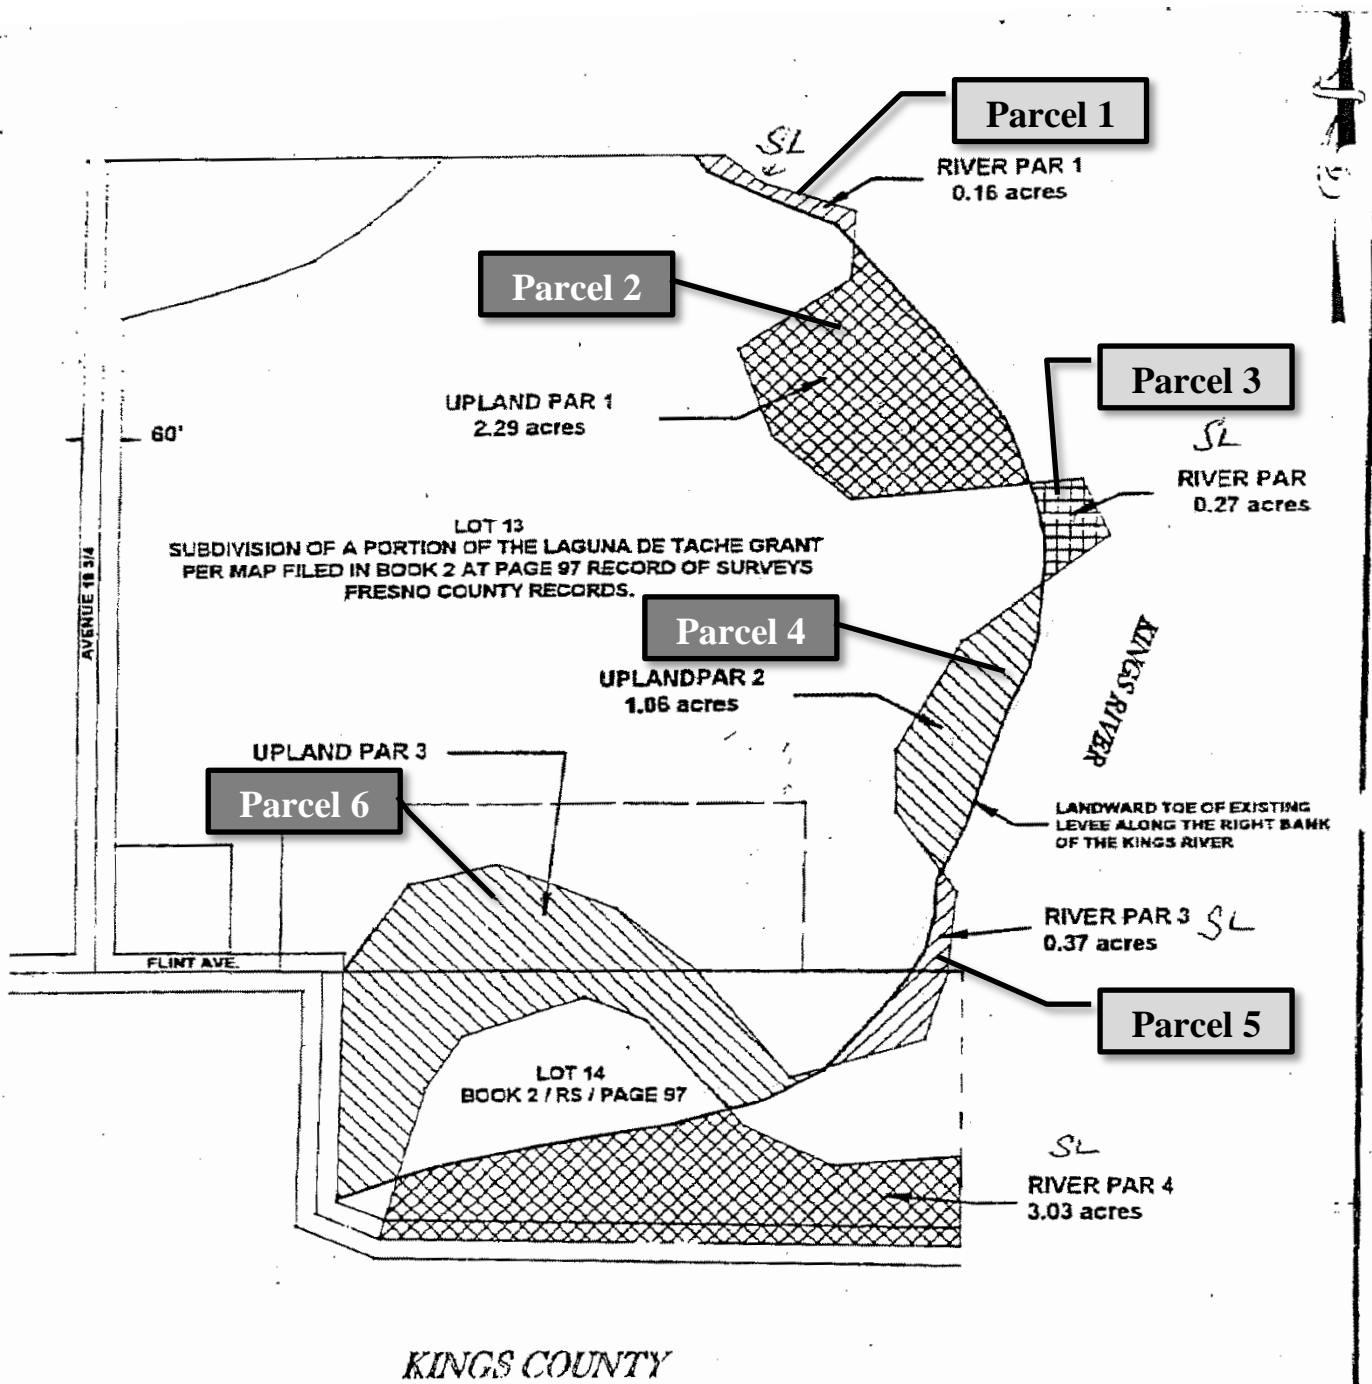 Parcel 1
SL
RIVER PAR 1
0.16 acres
Parcel 2
Parcel 3
UPLAND PAR 1
2.29 acres
60'
SL
RIVER PAR
0.27 acres
LOT 13
SUBDIVISION OF A PORTION OF THE LAGUNA DE TACHE GRANT
PER MAP FILED IN BOOK 2 AT PAGE 97 RECORD OF SURVEYS
FRESNO COUNTY RECORDS.
AVENUE 18 3/4
Parcel 4
UPLANDPAR 2
1.06 acres
KINGS RIVER
UPLAND PAR 3
Parcel 6
LANDWARD TOE OF EXISTING
LEVEE ALONG THE RIGHT BANK
OF THE KINGS RIVER
RIVER PAR 3
0.37 acres
SL
FLINT AVE.
Parcel 5
LOT 14
BOOK 2 / RS / PAGE 97
SL
RIVER PAR 4
3.03 acres
KINGS COUNTY